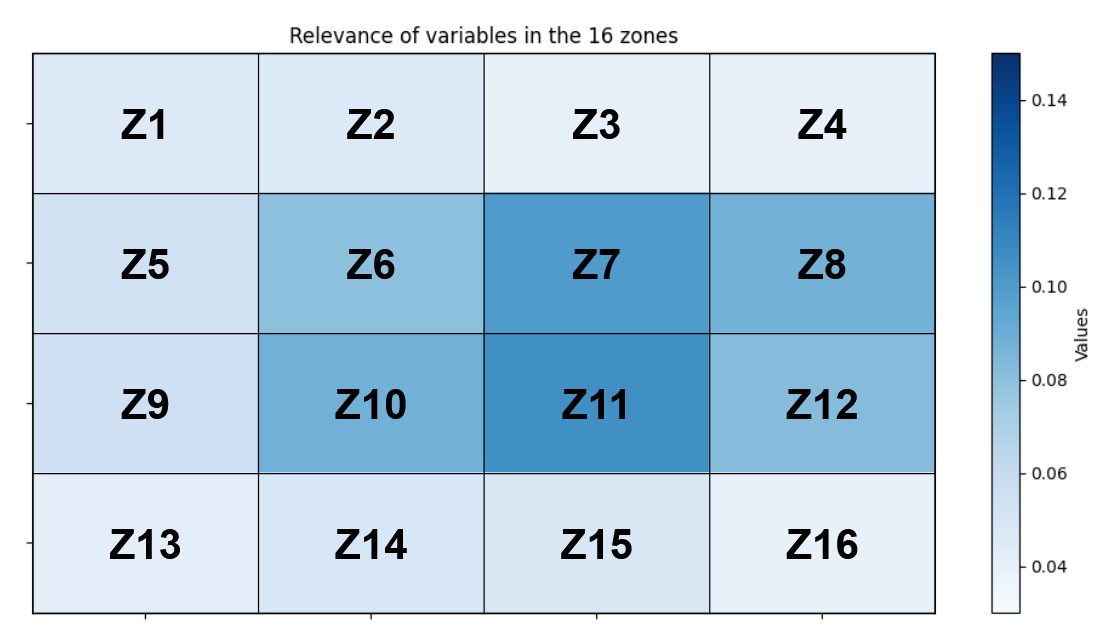 Relevance of variables in the 16 zones
Z1 Z2 Z3 Z4
Z5 Z6 Z7 Z8
Z9 Z10 Z11 Z12
Z13 Z14 Z15 Z16
0.14
0.12
0.10
0.08
0.06
0.04
Values